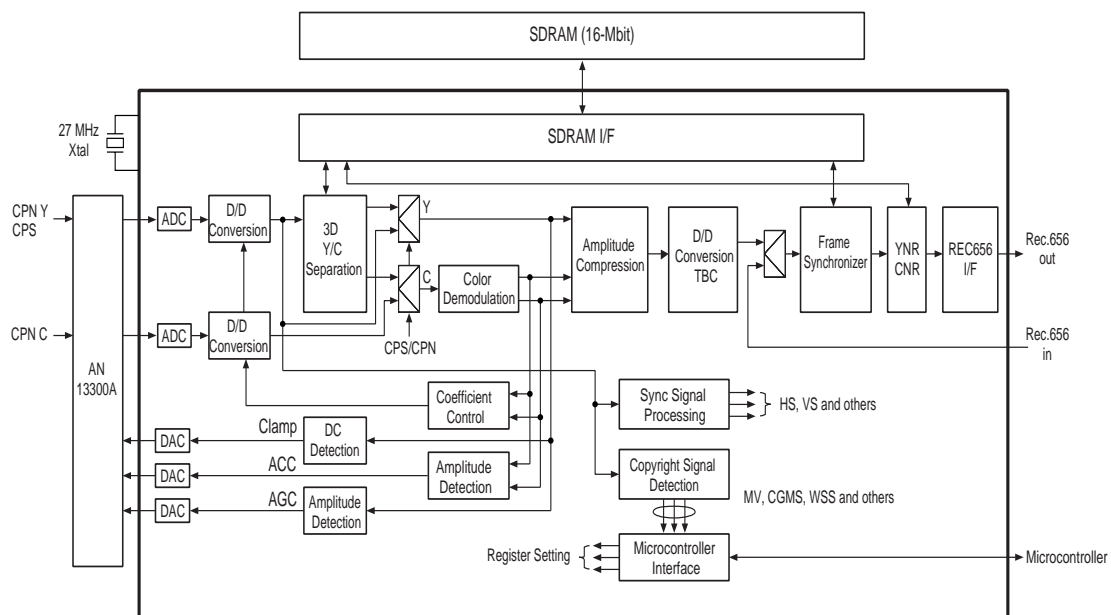 SDRAM (16-Mbit)
27 MHz
Xtal
SDRAM I/F
CPN Y
CPS
ADC
D/D
Conversion
3D
Y/C
Separation
Y
C
Color
Demodulation
Amplitude
Compression
D/D
Conversion
TBC
Frame
Synchronizer
YNR
CNR
REC656
I/F
Rec.656
out
CPN C
ADC
D/D
Conversion
CPS/CPN
Rec.656
in
AN
13300A
Coefficient
Control
Sync Signal
Processing
HS, VS and others
DAC
Clamp
DC
Detection
DAC
ACC
Amplitude
Detection
Copyright Signal
Detection
MV, CGMS, WSS and others
DAC
AGC
Amplitude
Detection
Register Setting
Microcontroller
Interface
Microcontroller